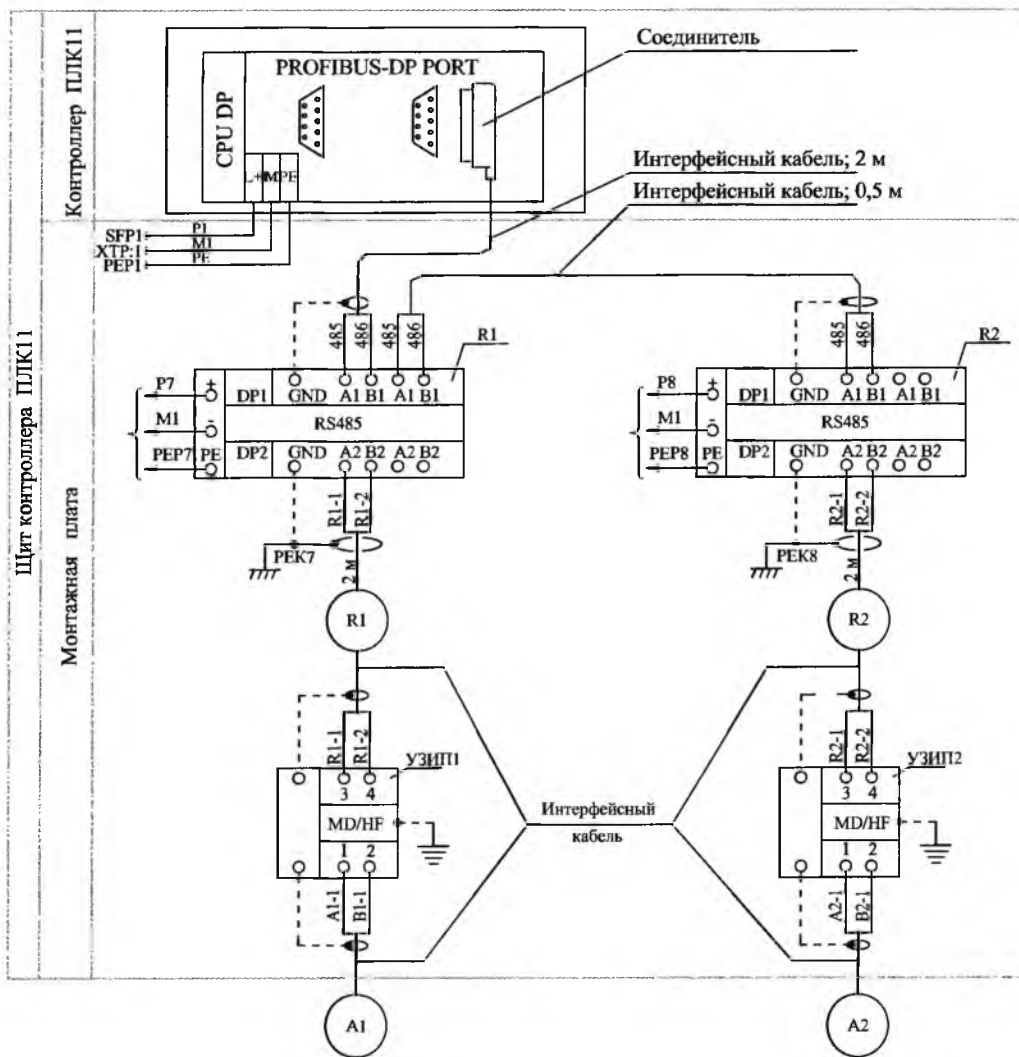 Щит контроллера ПЛК11
Контроллер ПЛК11
Монтажная плата
PROFIBUS-DP PORT
CPU DP
L+
M
PE
Соединитель
Интерфейсный кабель; 2 м
Интерфейсный кабель; 0,5 м
SFP1
P1
XTP:1
M1
PEP1
PE
485
486
485
486
R1
P7
+
DP1
GND
A1
B1
A1
B1
M1
-
RS485
PEP7
PE
DP2
GND
A2
B2
A2
B2
R1-1
R1-2
PEK7
2 м
R1
485
486
R2
P8
+
DP1
GND
A1
B1
A1
B1
M1
-
RS485
PEP8
PE
DP2
GND
A2
B2
A2
B2
R2-1
R2-2
PEK8
2 м
R2
R1-1
R1-2
УЗИП1
3
4
MD/HF
1
2
A1-1
B1-1
A1
Интерфейсный
кабель
R2-1
R2-2
УЗИП2
3
4
MD/HF
1
2
A2-1
B2-1
A2